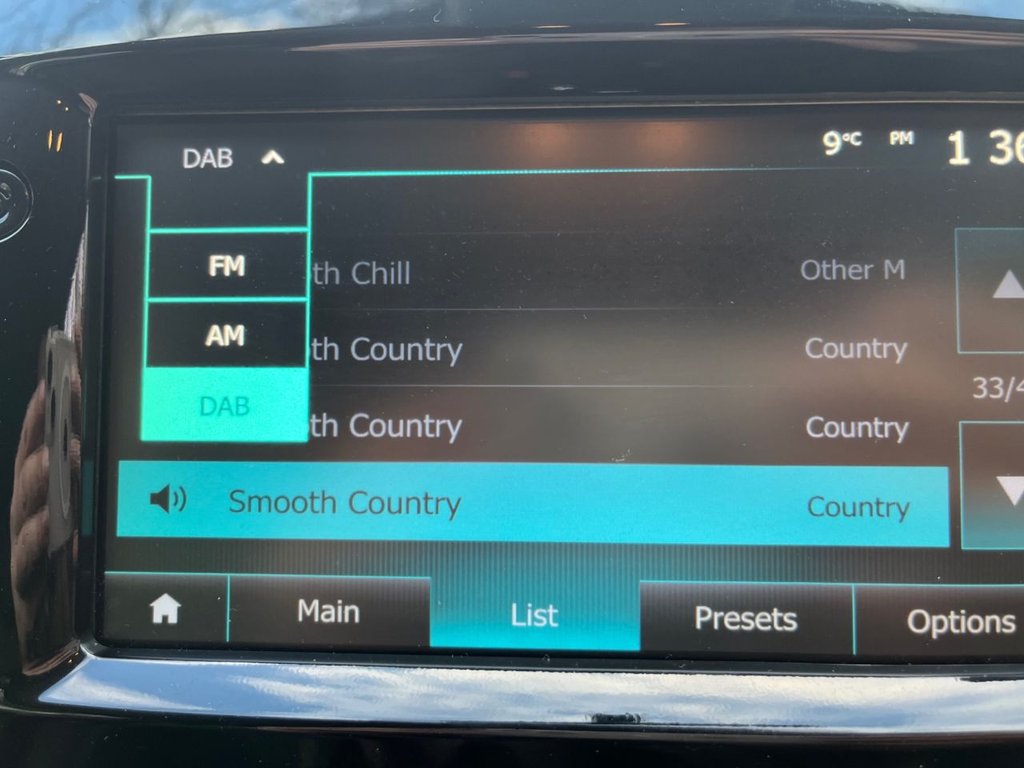 DAB 9°C PM 1 36
FM
th Chill Other M
AM
th Country Country
DAB
th Country Country
33/4
Smooth Country Country
Main List Presets Options